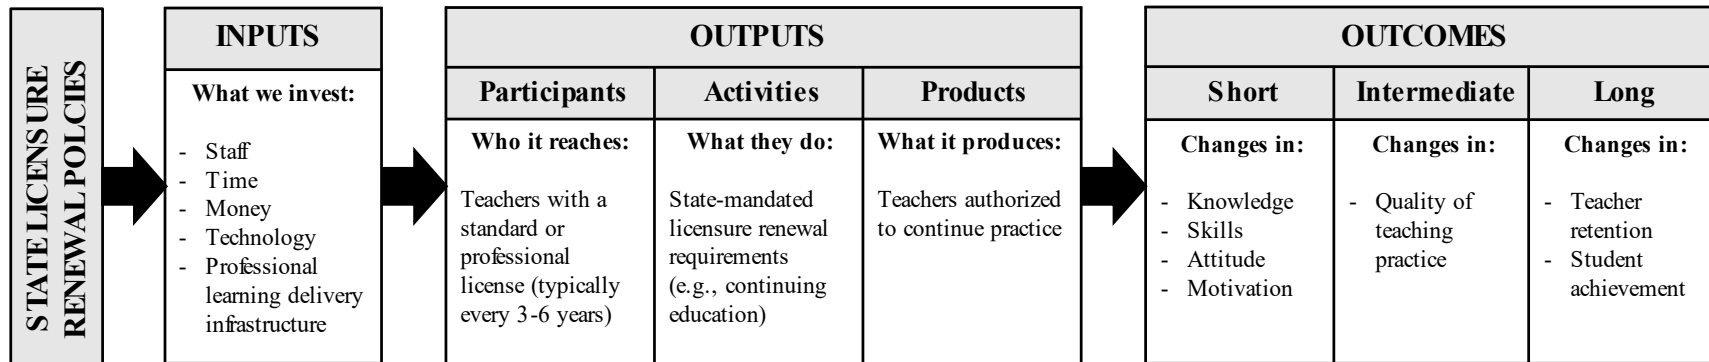 STATE LICENSURE
RENEWAL POLCIES
INPUTS
What we invest:
- Staff
- Time
- Money
- Technology
- Professional
learning delivery
infrastructure
OUTPUTS
Participants
Who it reaches:
Teachers with a
standard or
professional
license (typically
every 3-6 years)
Activities
What they do:
State-mandated
licensure renewal
requirements
(e.g., continuing
education)
Products
What it produces:
Teachers authorized
to continue practice
OUTCOMES
Short
Changes in:
- Knowledge
- Skills
- Attitude
- Motivation
Intermediate
Changes in:
- Quality of
teaching
practice
Long
Changes in:
- Teacher
retention
- Student
achievement